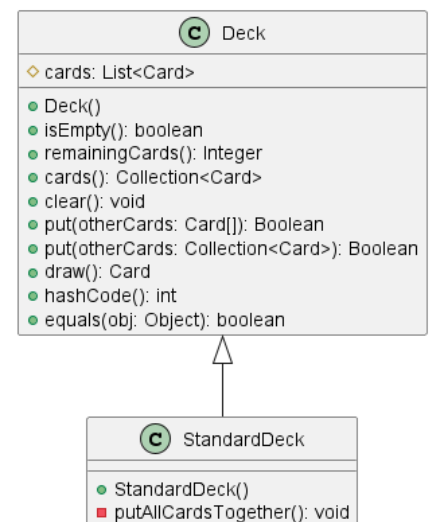 C Deck
cards: List<Card>
Deck()
isEmpty(): boolean
remainingCards(): Integer
cards(): Collection<Card>
clear(): void
put(otherCards: Card[]): Boolean
put(otherCards: Collection<Card>): Boolean
draw(): Card
hashCode(): int
equals(obj: Object): boolean
C StandardDeck
StandardDeck()
putAllCardsTogether(): void